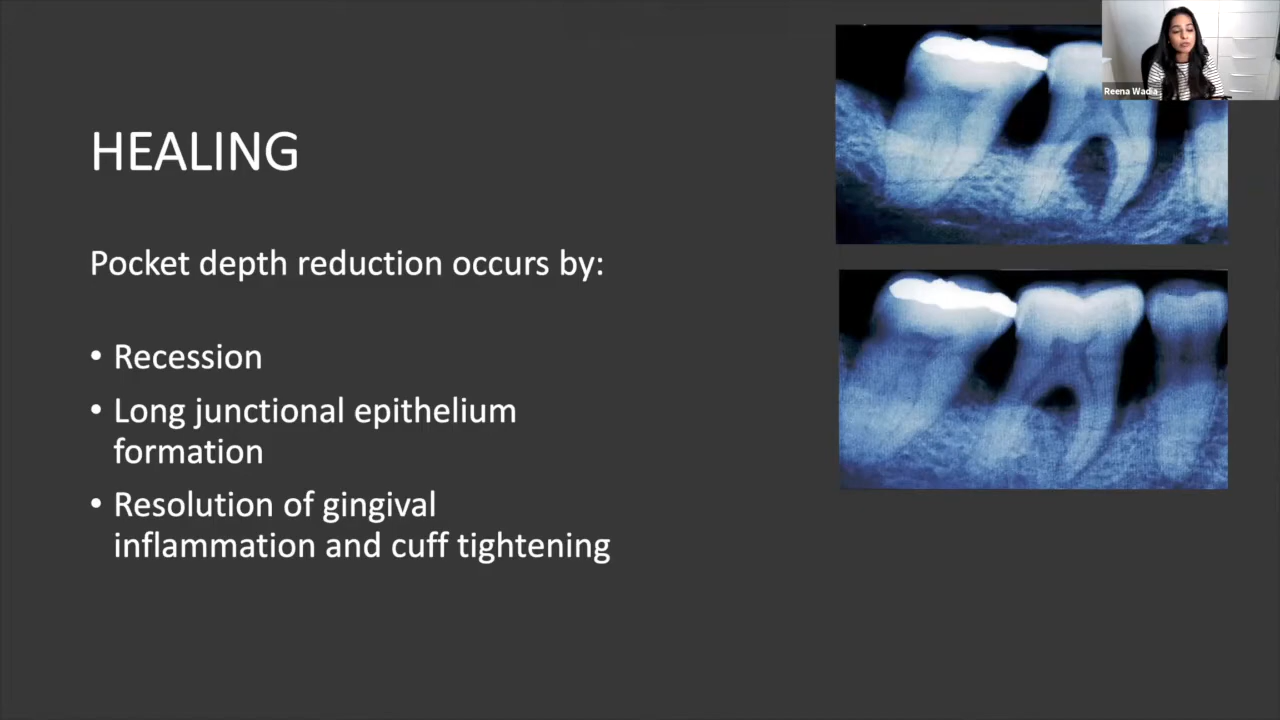 HEALING
Pocket depth reduction occurs by:
• Recession
• Long junctional epithelium
formation
• Resolution of gingival
inflammation and cuff tightening
Reena Wadia